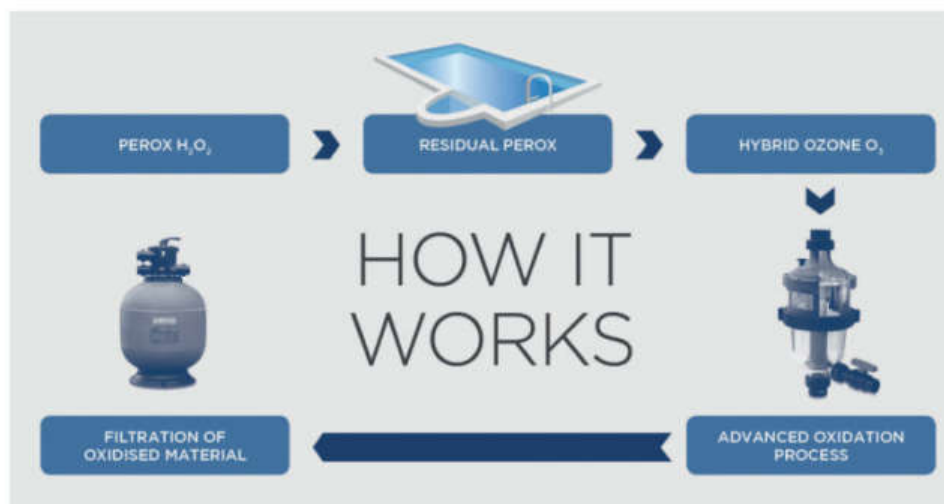 PEROX H₂O₂
RESIDUAL PEROX
HYBRID OZONE O₃
HOW IT
WORKS
FILTRATION OF
OXIDISED MATERIAL
ADVANCED OXIDATION
PROCESS